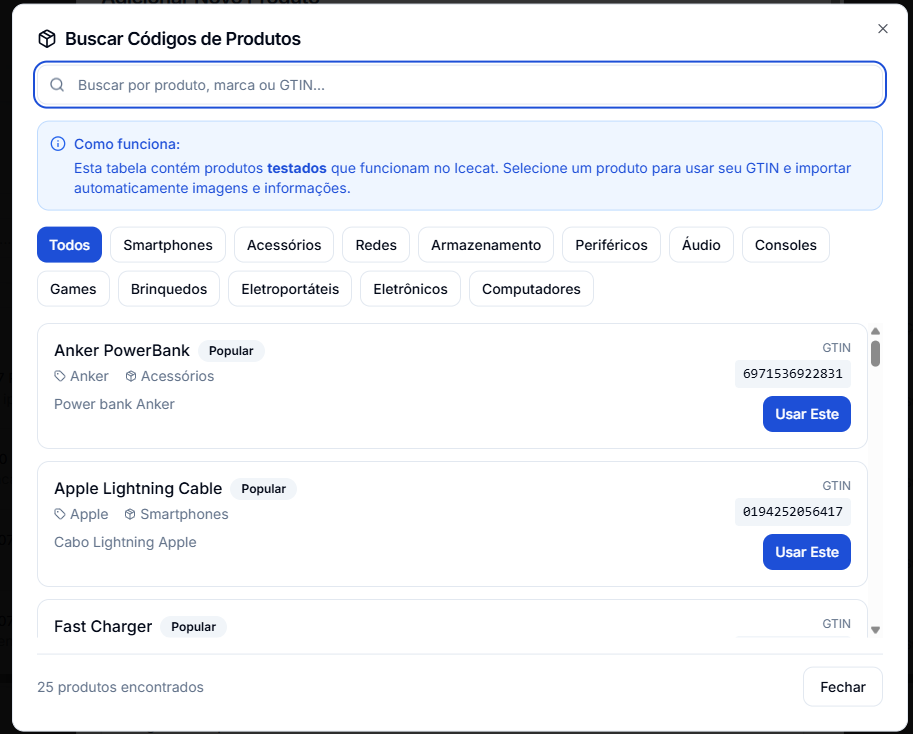 Adicionar Novo Produto
Buscar Códigos de Produtos
Buscar por produto, marca ou GTIN...
Como funciona:
Esta tabela contém produtos testados que funcionam no Icecat. Selecione um produto para usar seu GTIN e importar
automaticamente imagens e informações.
Todos Smartphones Acessórios Redes Armazenamento Periféricos Áudio Consoles
Games Brinquedos Eletroportáteis Eletrônicos Computadores
Anker PowerBank Popular GTIN
Anker Acessórios 6971536922831
Power bank Anker Usar Este
Apple Lightning Cable Popular GTIN
Apple Smartphones 0194252056417
Cabo Lightning Apple Usar Este
Fast Charger Popular GTIN
25 produtos encontrados Fechar